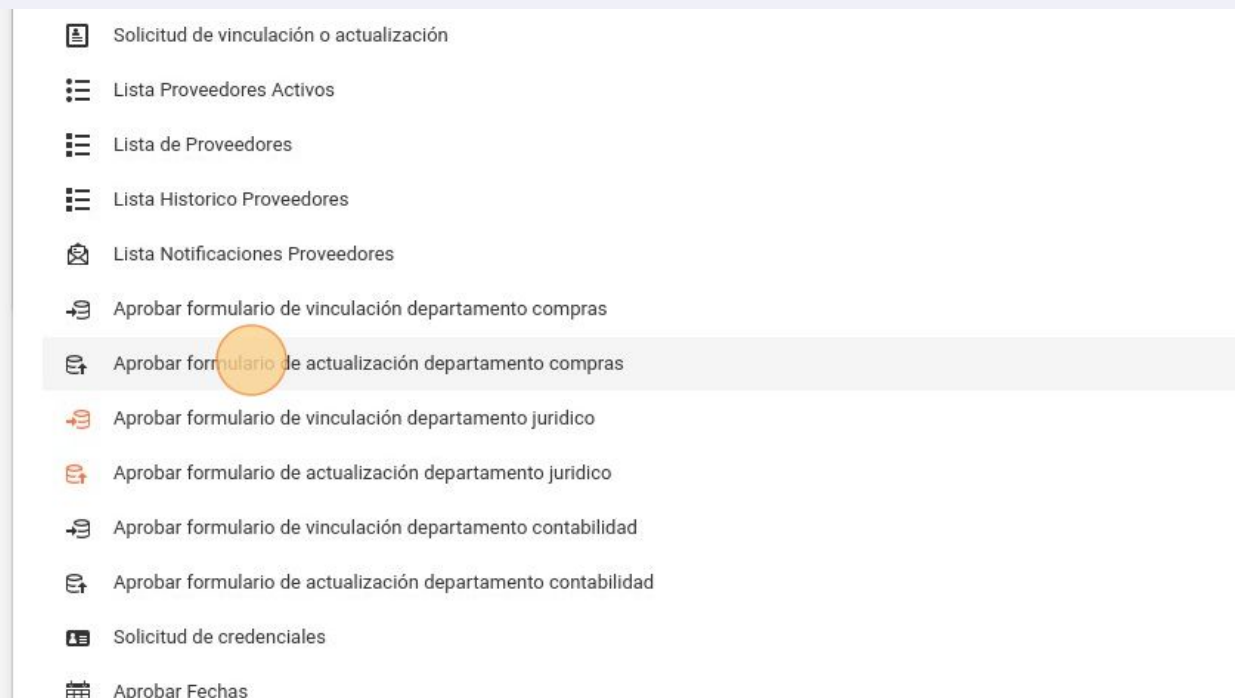 Solicitud de vinculación o actualización
Lista Proveedores Activos
Lista de Proveedores
Lista Historico Proveedores
Lista Notificaciones Proveedores
Aprobar formulario de vinculación departamento compras
Aprobar formulario de actualización departamento compras
Aprobar formulario de vinculación departamento juridico
Aprobar formulario de actualización departamento juridico
Aprobar formulario de vinculación departamento contabilidad
Aprobar formulario de actualización departamento contabilidad
Solicitud de credenciales
Aprobar Fechas